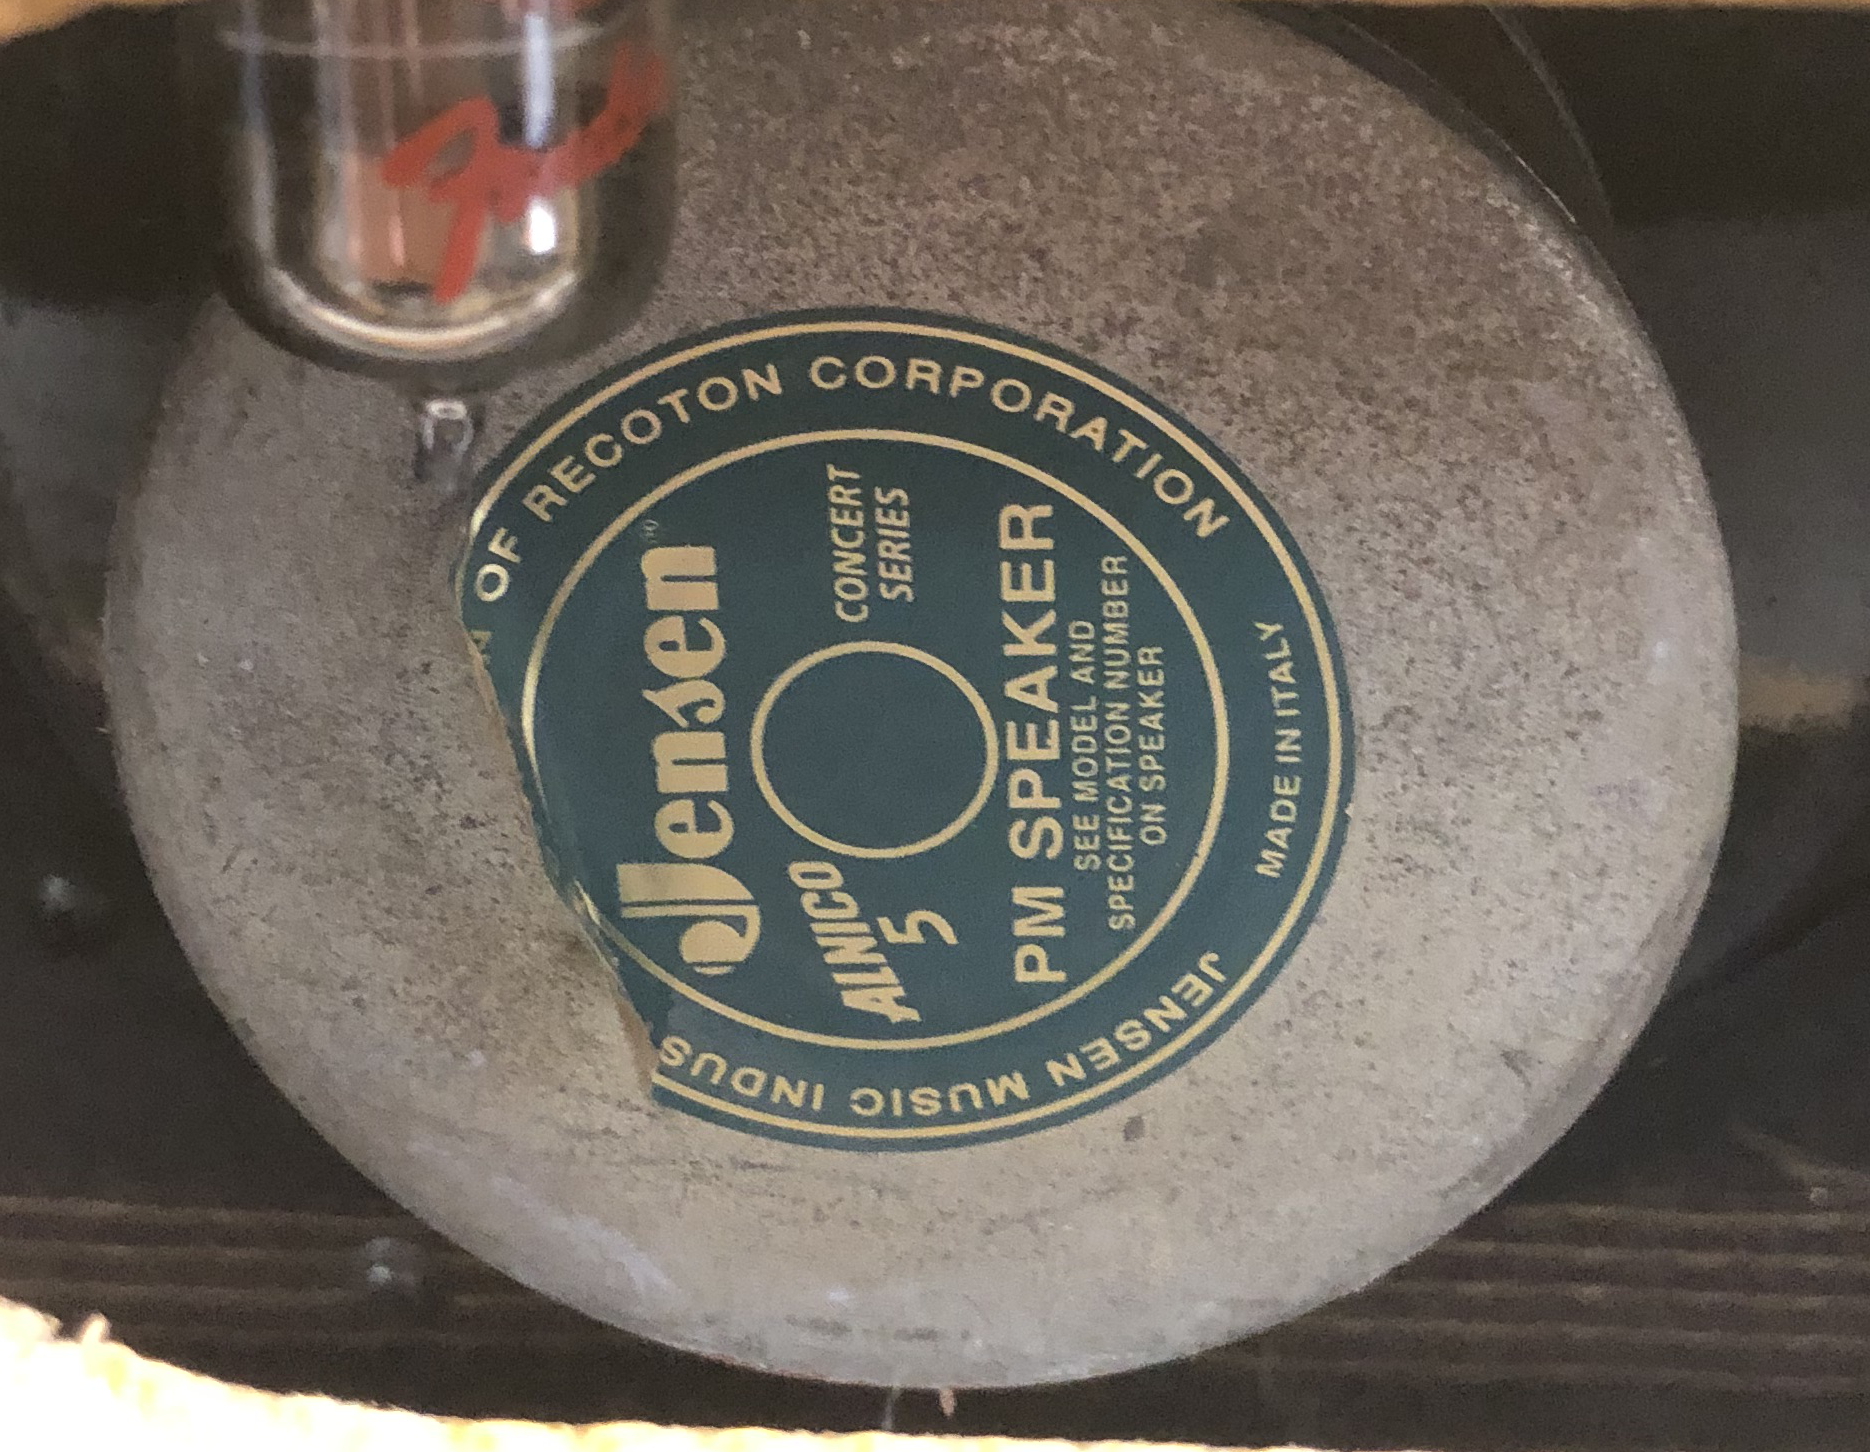 Jensen
ALNICO
5
CONCERT
SERIES
PM SPEAKER
SEE MODEL AND
SPECIFICATION NUMBER
ON SPEAKER
JENSEN MUSIC INDUS
OF RECOTON CORPORATION
MADE IN ITALY